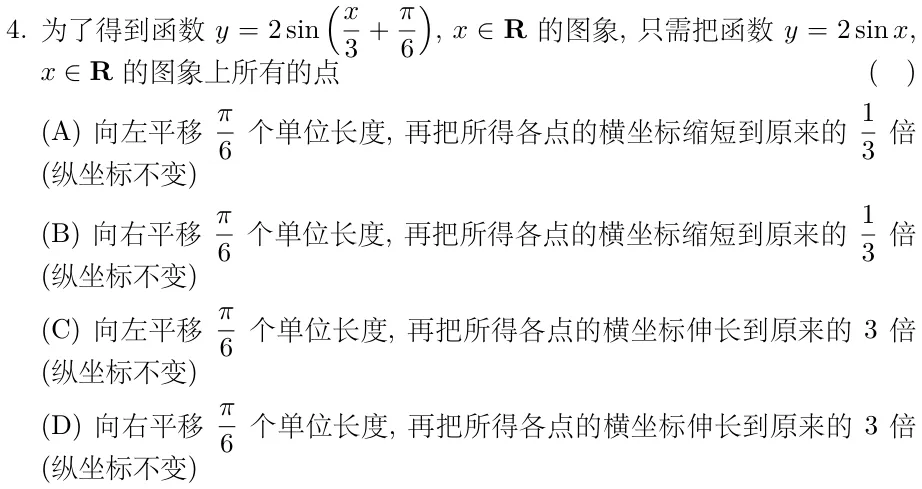 4. 为了得到函数 y = 2 sin (x/3 + π/6), x ∈ R 的图象, 只需把函数 y = 2 sin x,
x ∈ R 的图象上所有的点 ( )
(A) 向左平移 π/6 个单位长度, 再把所得各点的横坐标缩短到原来的 1/3 倍
(纵坐标不变)
(B) 向右平移 π/6 个单位长度, 再把所得各点的横坐标缩短到原来的 1/3 倍
(纵坐标不变)
(C) 向左平移 π/6 个单位长度, 再把所得各点的横坐标伸长到原来的 3 倍
(纵坐标不变)
(D) 向右平移 π/6 个单位长度, 再把所得各点的横坐标伸长到原来的 3 倍
(纵坐标不变)